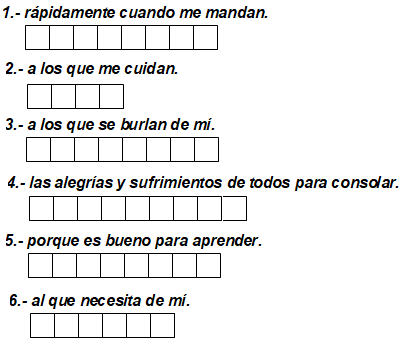 1.- rápidamente cuando me mandan.
2.- a los que me cuidan.
3.- a los que se burlan de mí.
4.- las alegrías y sufrimientos de todos para consolar.
5.- porque es bueno para aprender.
6.- al que necesita de mí.